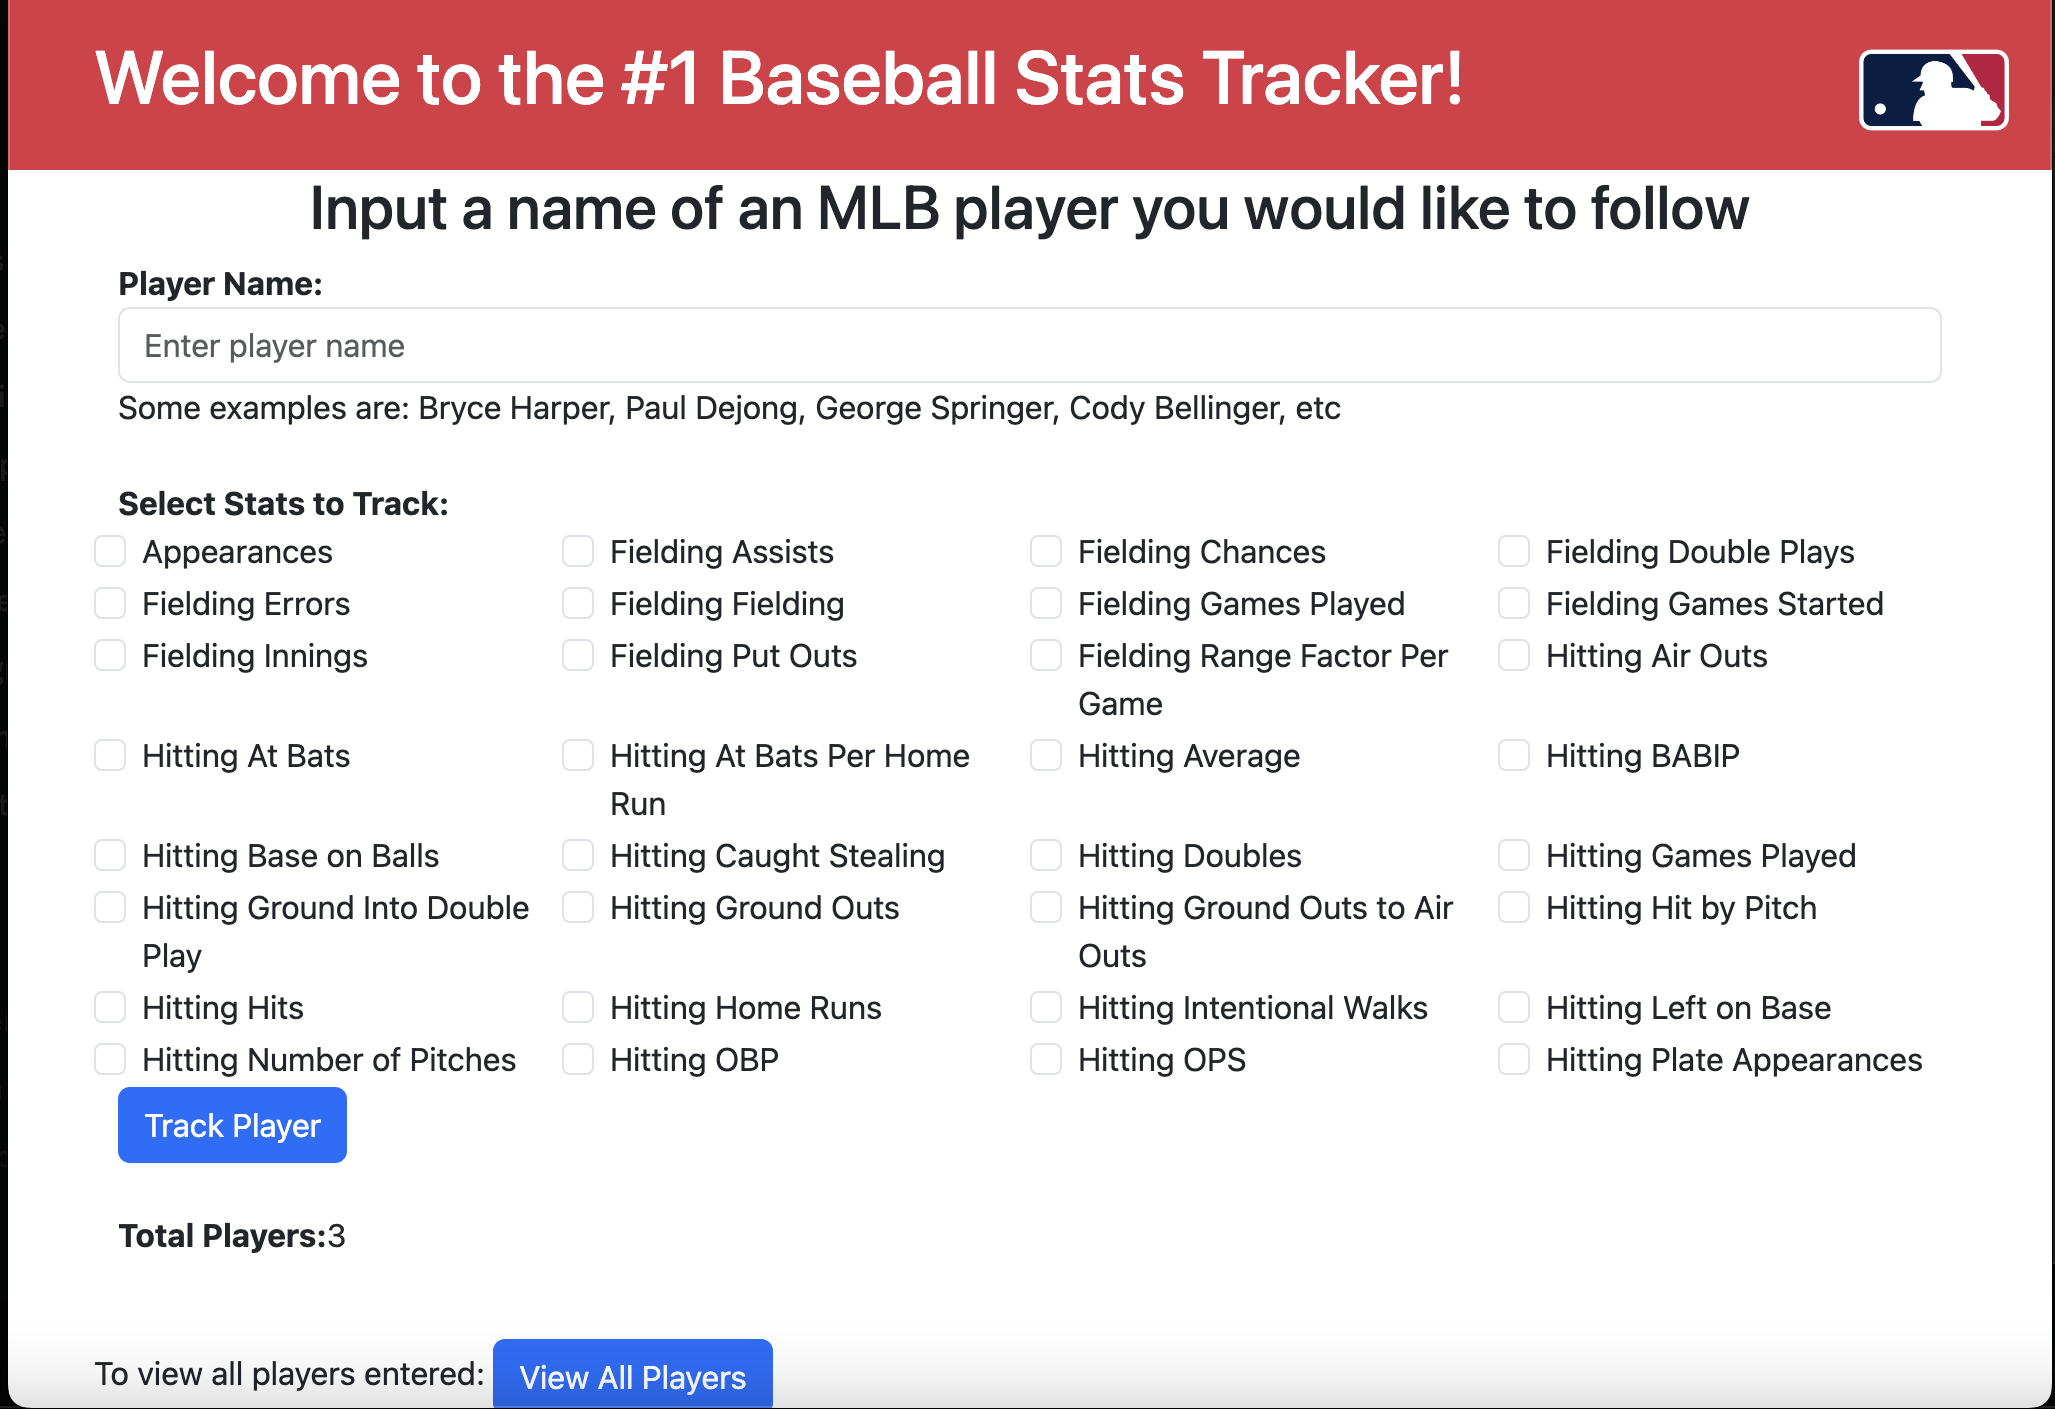 Welcome to the #1 Baseball Stats Tracker!
Input a name of an MLB player you would like to follow
Player Name:
Enter player name
Some examples are: Bryce Harper, Paul Dejong, George Springer, Cody Bellinger, etc
Select Stats to Track:
Appearances Fielding Assists Fielding Chances Fielding Double Plays
Fielding Errors Fielding Fielding Fielding Games Played Fielding Games Started
Fielding Innings Fielding Put Outs Fielding Range Factor Per Hitting Air Outs
Game
Hitting At Bats Hitting At Bats Per Home Hitting Average Hitting BABIP
Run
Hitting Base on Balls Hitting Caught Stealing Hitting Doubles Hitting Games Played
Hitting Ground Into Double Hitting Ground Outs Hitting Ground Outs to Air Hitting Hit by Pitch
Play Outs
Hitting Hits Hitting Home Runs Hitting Intentional Walks Hitting Left on Base
Hitting Number of Pitches Hitting OBP Hitting OPS Hitting Plate Appearances
Track Player
Total Players:3
To view all players entered: View All Players